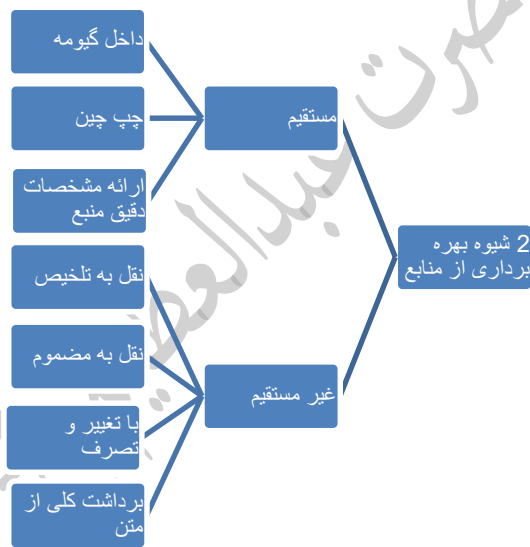 2 شیوه بهره
برداری از منابع
مستقیم
داخل گیومه
چپ چین
ارائه مشخصات
دقیق منبع
غیر مستقیم
نقل به تلخیص
نقل به مضموم
با تغییر و
تصرف
برداشت کلی از
متن